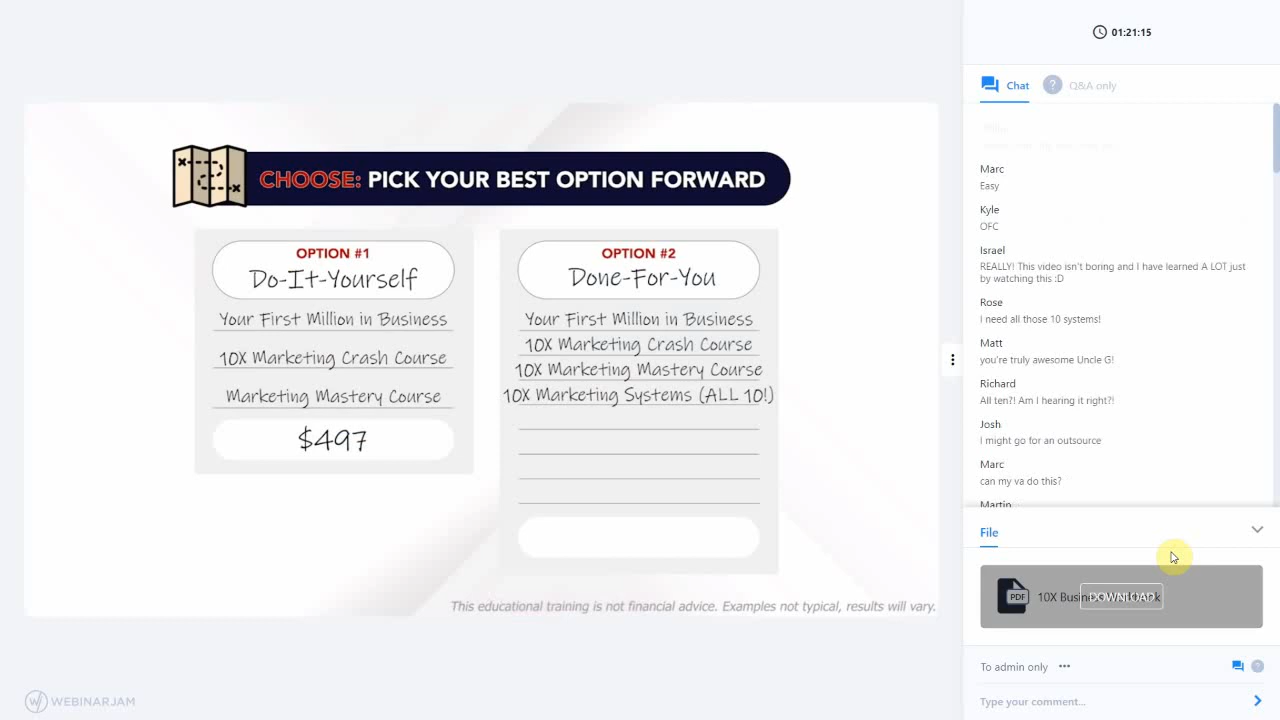 01:21:15
Chat
? Q&A only
Marc
Easy
Kyle
OFC
Israel
REALLY! This video isn't boring and I have learned A LOT just
by watching this :D
Rose
I need all those 10 systems!
Matt
you're truly awesome Uncle G!
Richard
All ten?! Am I hearing it right?!
Josh
I might go for an outsource
Marc
can my va do this?
Martin
CHOOSE: PICK YOUR BEST OPTION FORWARD
OPTION #1
Do-It-Yourself
Your First Million in Business
10X Marketing Crash Course
Marketing Mastery Course
$497
OPTION #2
Done-For-You
Your First Million in Business
10X Marketing Crash Course
10X Marketing Mastery Course
10X Marketing Systems (ALL 10!)
This educational training is not financial advice. Examples not typical, results will vary.
File
PDF
10X
DOWNLOAD
To admin only
?
Type your comment...
WEBINARJAM